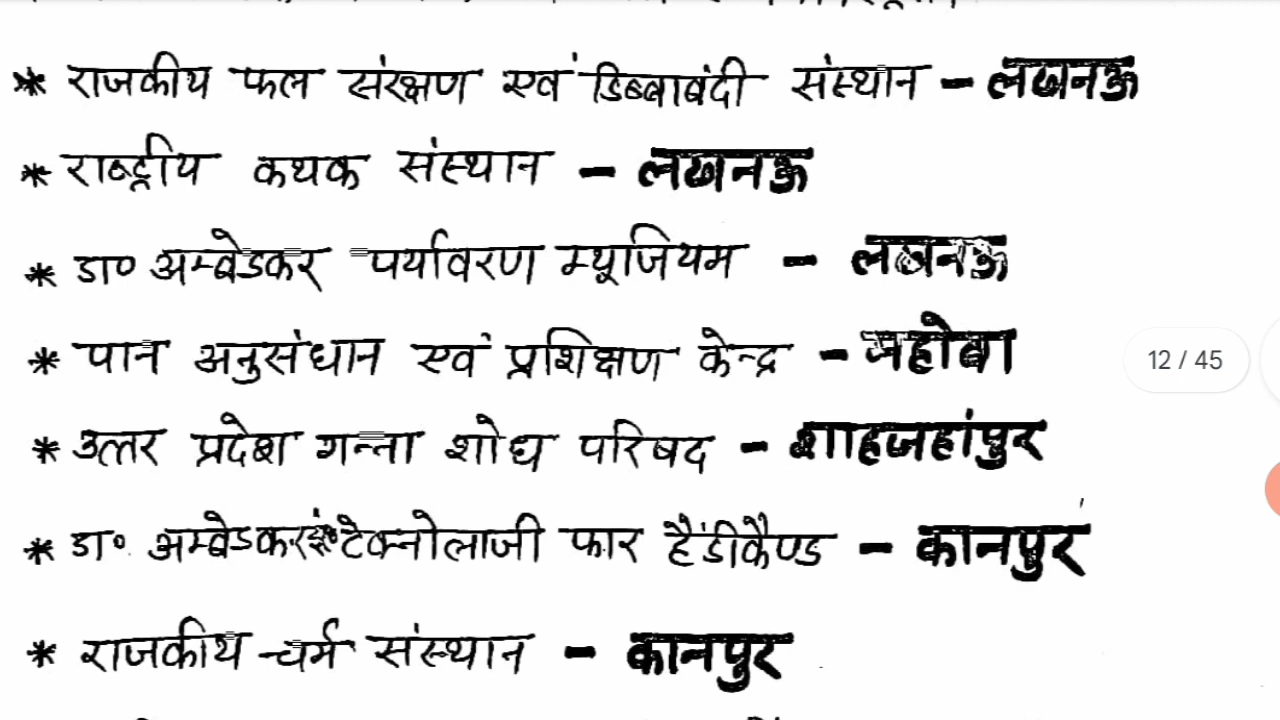 * राजकीय फल संरक्षण एवं डिब्बाबंदी संस्थान - लखनऊ
* राष्ट्रीय कथक संस्थान - लखनऊ
* डा० अम्बेडकर पर्यावरण म्यूजियम - लखनऊ
* पान अनुसंधान एवं प्रशिक्षण केन्द्र - महोबा
12 / 45
* उत्तर प्रदेश गन्ना शोध परिषद - शाहजहांपुर
* डा० अम्बेडकर इं० टेक्नोलाजी फार हैंडीकैण्ड - कानपुर
* राजकीय चर्म संस्थान - कानपुर